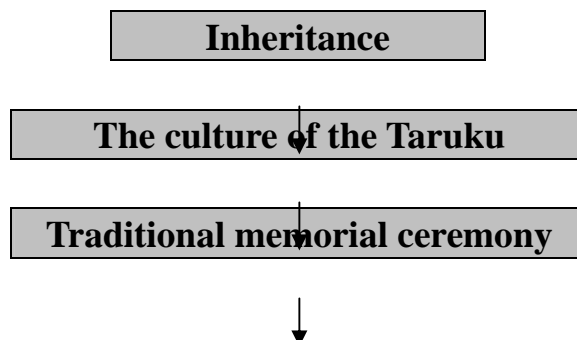 Inheritance
The culture of the Taruku
Traditional memorial ceremony